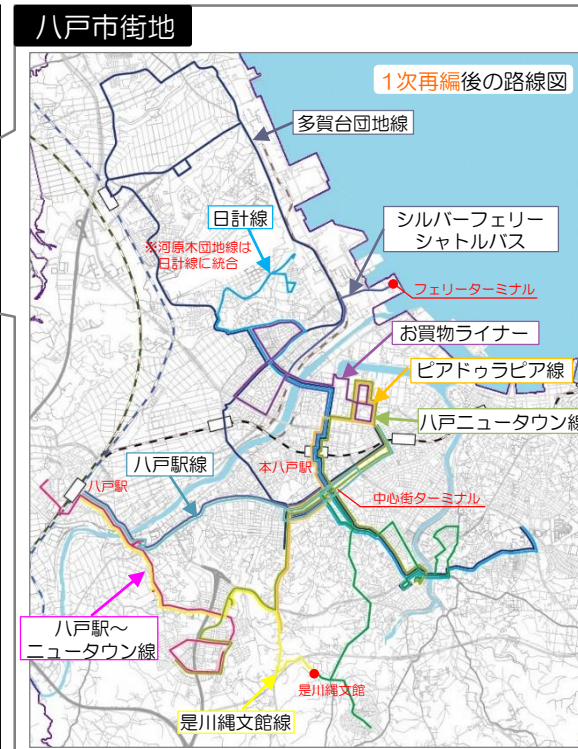 八戸市街地
1次再編後の路線図
多賀台団地線
日計線
※河原木団地線は
日計線に統合
シルバーフェリー
シャトルバス
フェリーターミナル
お買物ライナー
ピアドゥラピア線
八戸ニュータウン線
八戸駅線
本八戸駅
八戸駅
中心街ターミナル
八戸駅～
ニュータウン線
是川縄文館
是川縄文館線